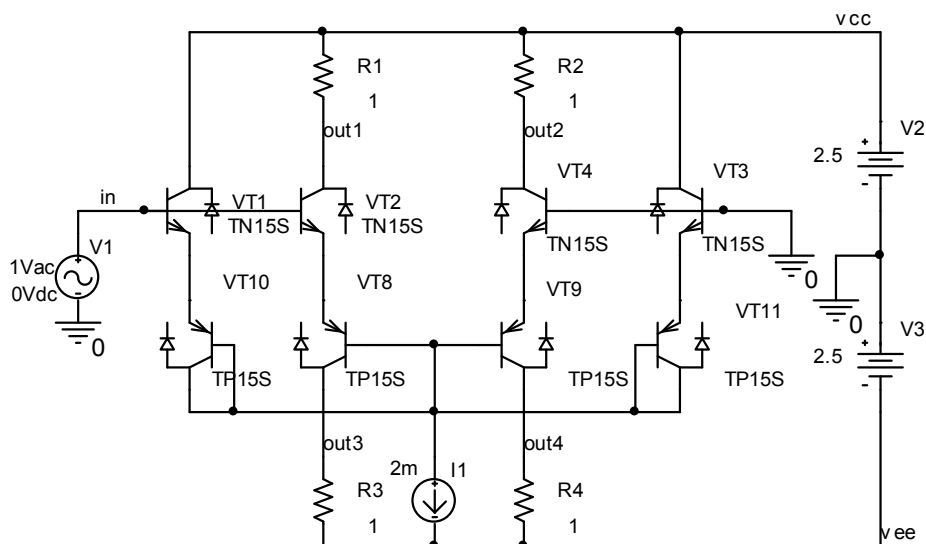 vcc
R1
1
R2
1
out1
out2
V2
2.5
in
VT1
TN15S
VT2
TN15S
VT4
VT3
TN15S
TN15S
V1
1Vac
0Vdc
0
0
0
VT10
VT8
VT9
VT11
V3
2.5
TP15S
TP15S
TP15S
TP15S
out3
out4
2m
I1
R3
1
R4
1
vee